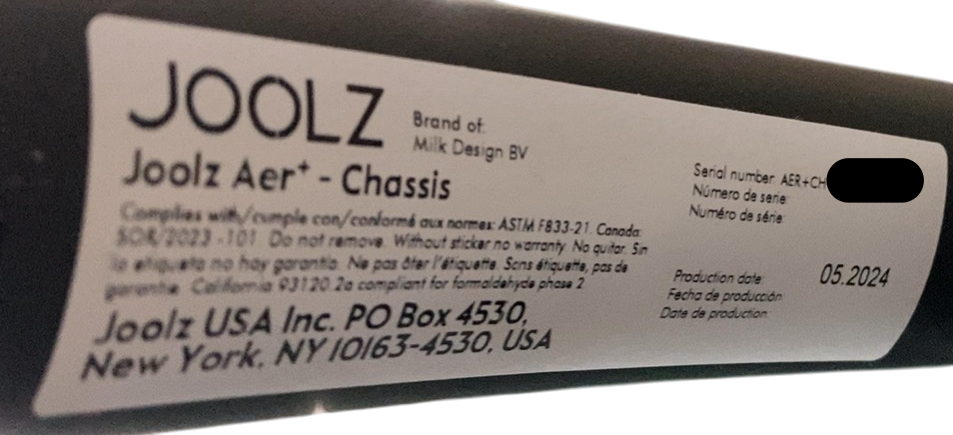 JOOLZ
Brand of:
Milk Design BV
Joolz Aer+ - Chassis
Complies with/cumple con/conformé aux normes: ASTM F833-21. Canada:
SOR/2023 -101. Do not remove. Without sticker no warranty. No quitar. Sin
la etiqueta no hay garantía. Ne pas ôter l'étiquette. Sans étiquette, pas de
garantie. California 93120.2a compliant for formaldehyde phase 2
Joolz USA Inc. PO Box 4530,
New York, NY 10163-4530, USA
Serial number: AER+CH
Número de serie:
Numéro de série:
Production date: 05.2024
Fecha de producción:
Date de production: